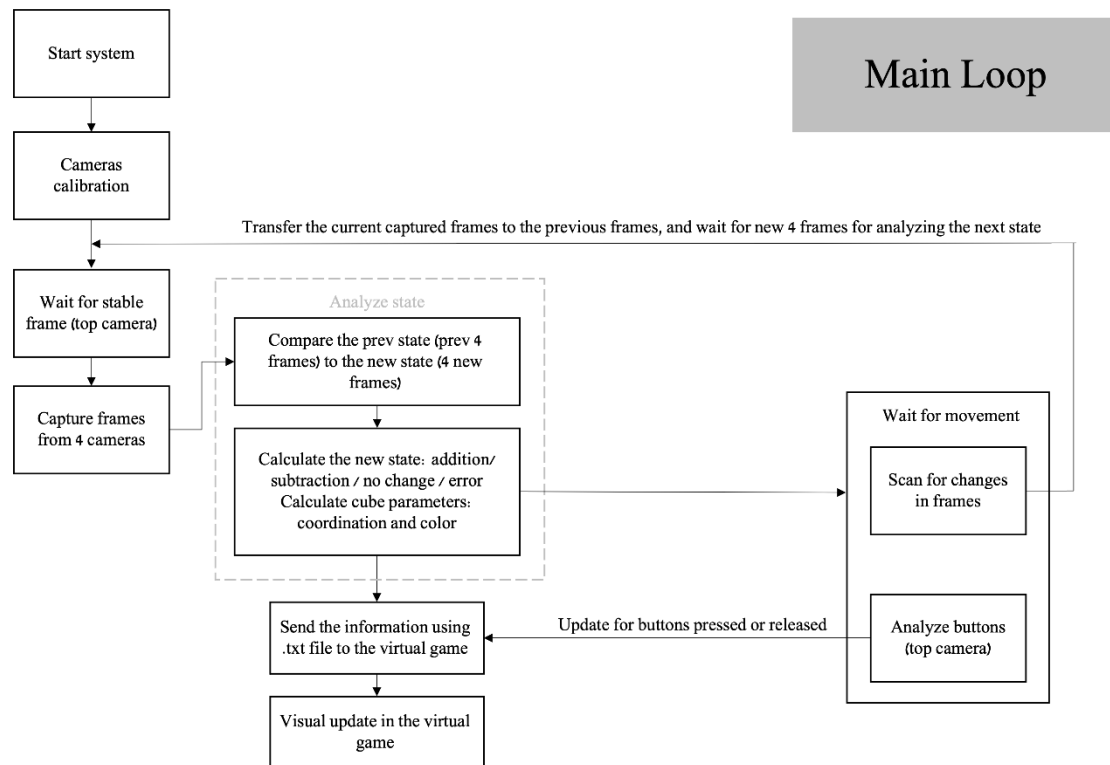 Start system
Main Loop
Cameras
calibration
Transfer the current captured frames to the previous frames, and wait for new 4 frames for analyzing the next state
Wait for stable
frame (top camera)
Analyze state
Compare the prev state (prev 4
frames) to the new state (4 new
frames)
Capture frames
from 4 cameras
Calculate the new state: addition/
subtraction / no change / error
Calculate cube parameters:
coordination and color
Wait for movement
Scan for changes
in frames
Send the information using
.txt file to the virtual game
Update for buttons pressed or released
Analyze buttons
(top camera)
Visual update in the virtual
game